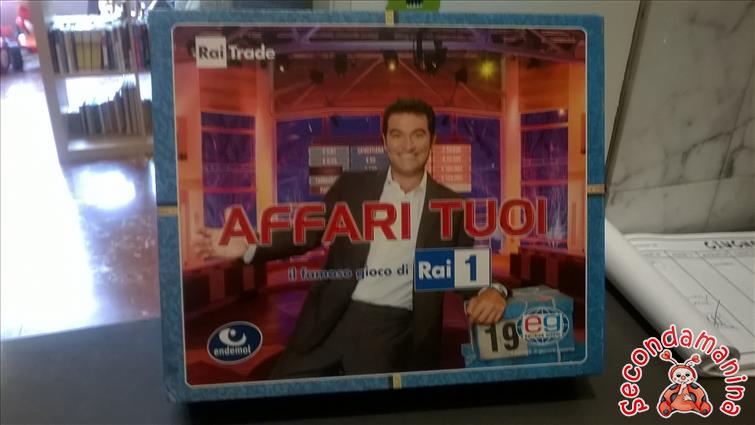 Rai Trade
AFFARI TUOI
il famoso gioco di Rai 1
endemol
19
eg
secondamanina